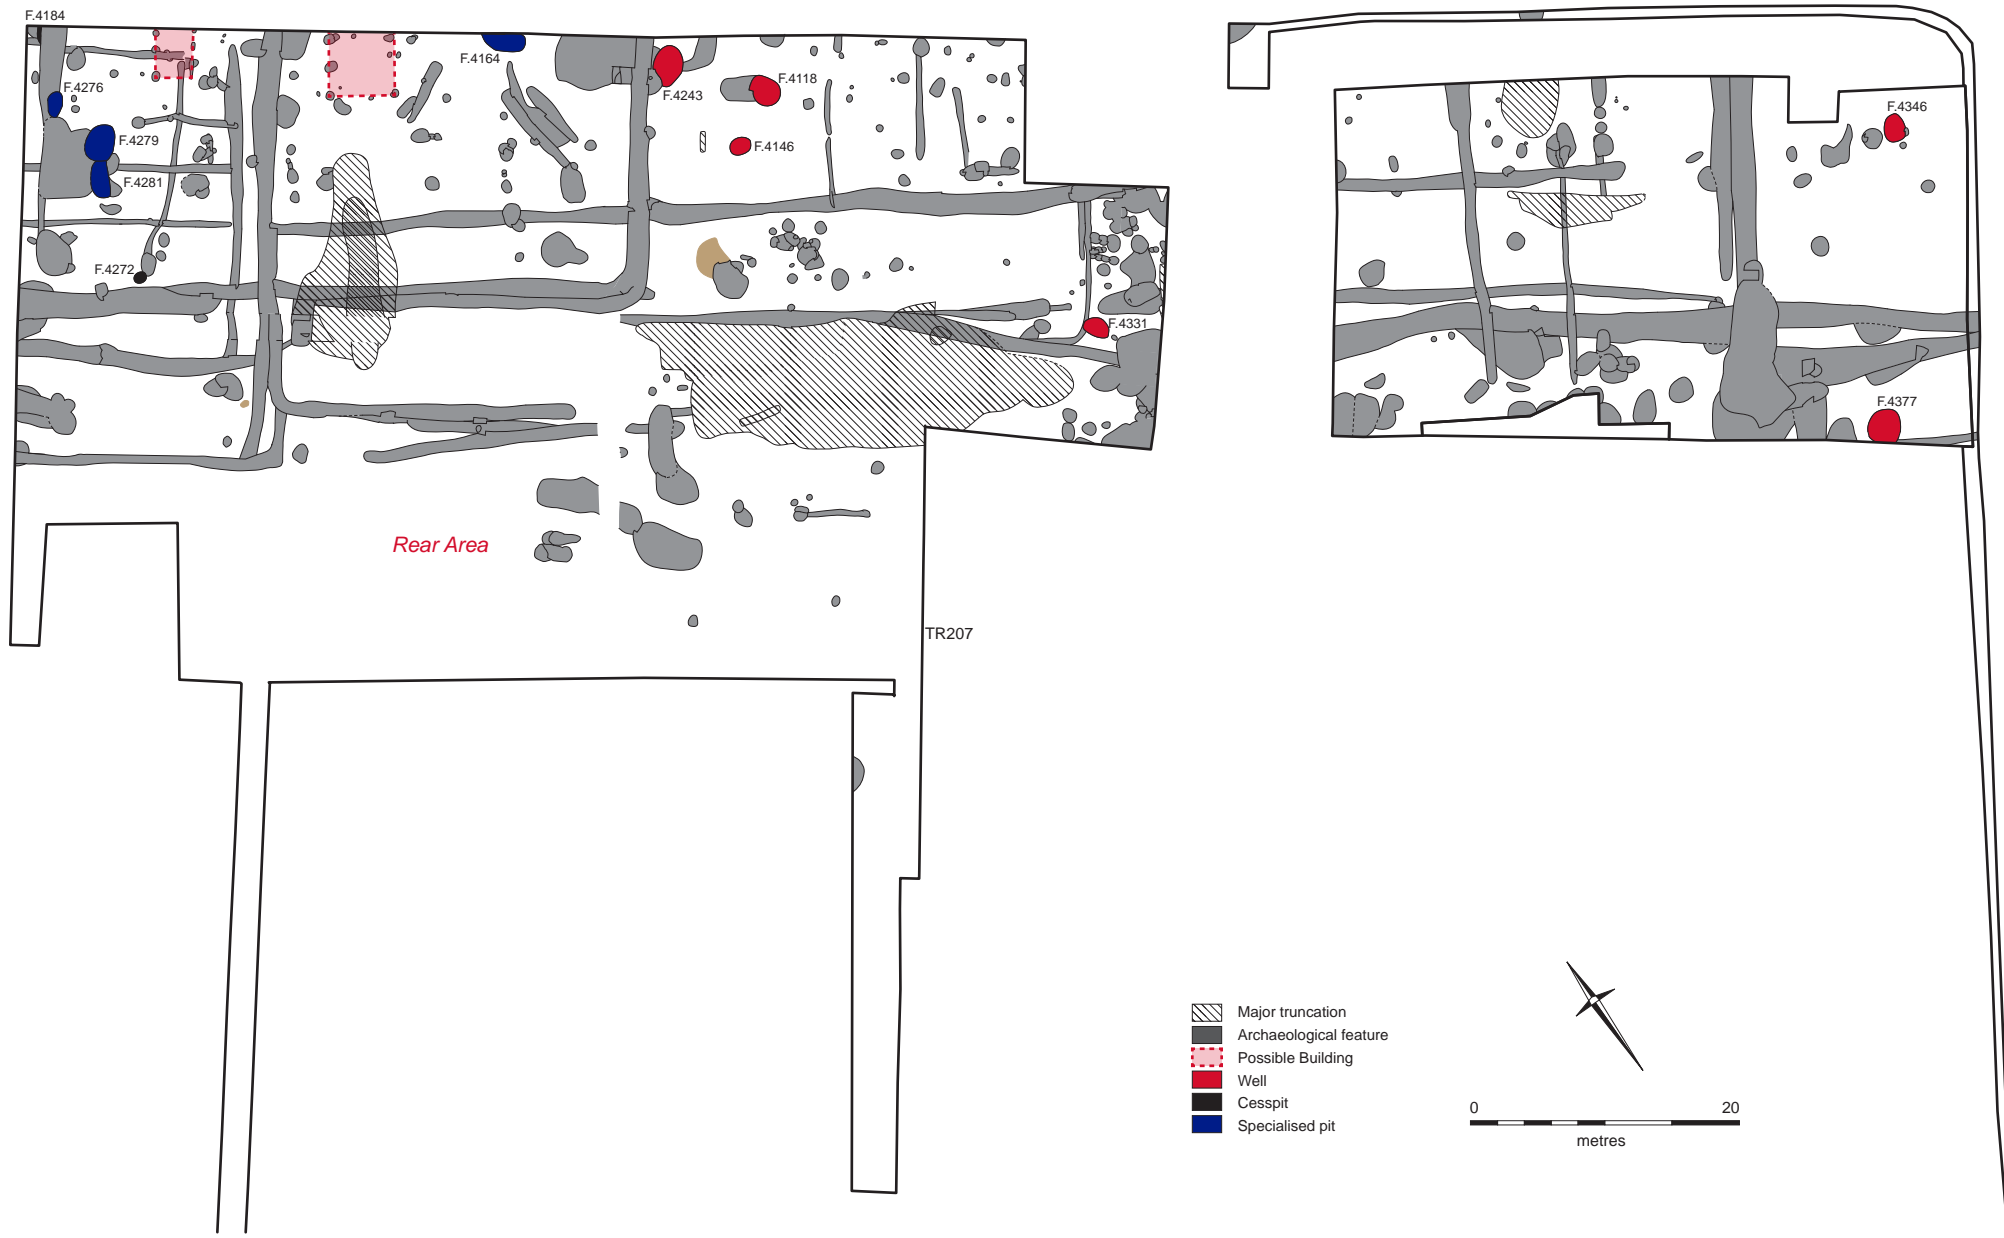 F.4184
F.4164
F.4276
F.4243
F.4118
F.4346
F.4279
F.4146
F.4281
F.4272
F.4331
F.4377
Rear Area
TR207
Major truncation
Archaeological feature
Possible Building
Well
Cesspit
Specialised pit
0 20
metres